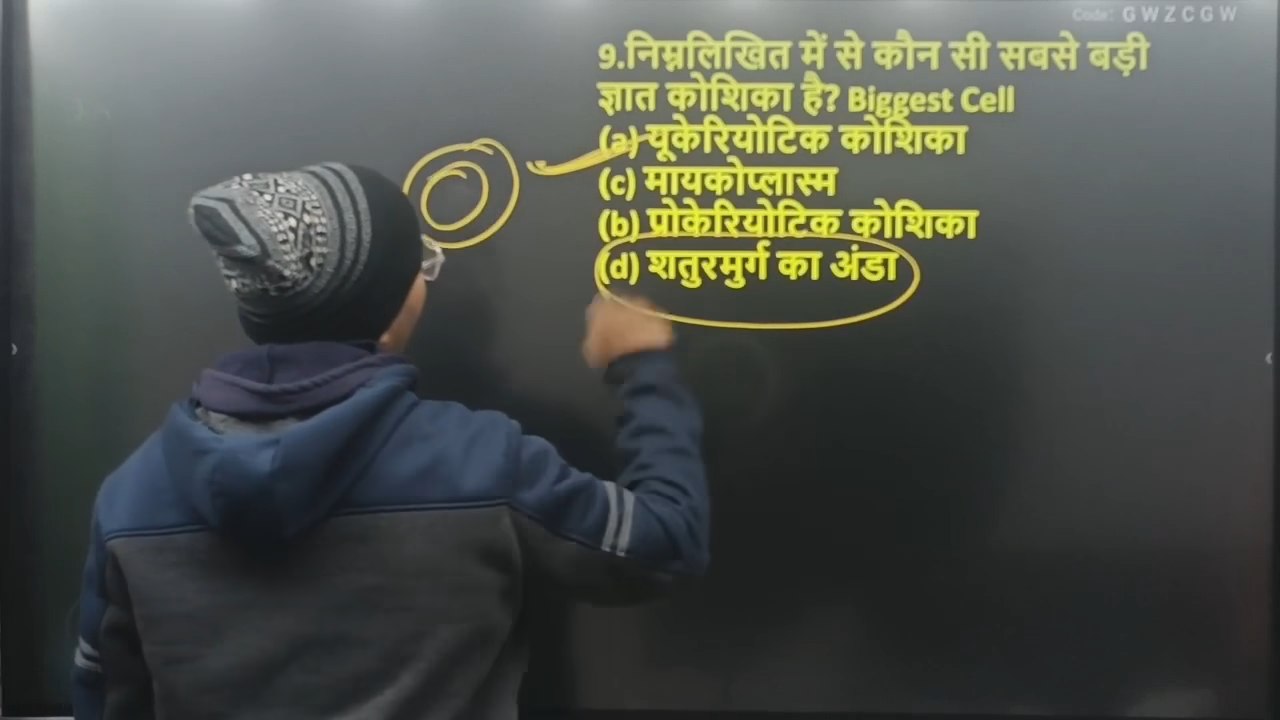 Code: GWZCGW
9.निम्नलिखित में से कौन सी सबसे बड़ी
ज्ञात कोशिका है? Biggest Cell
(a) यूकेरियोटिक कोशिका
(c) मायकोप्लास्म
(b) प्रोकेरियोटिक कोशिका
(d) शतुरमुर्ग का अंडा